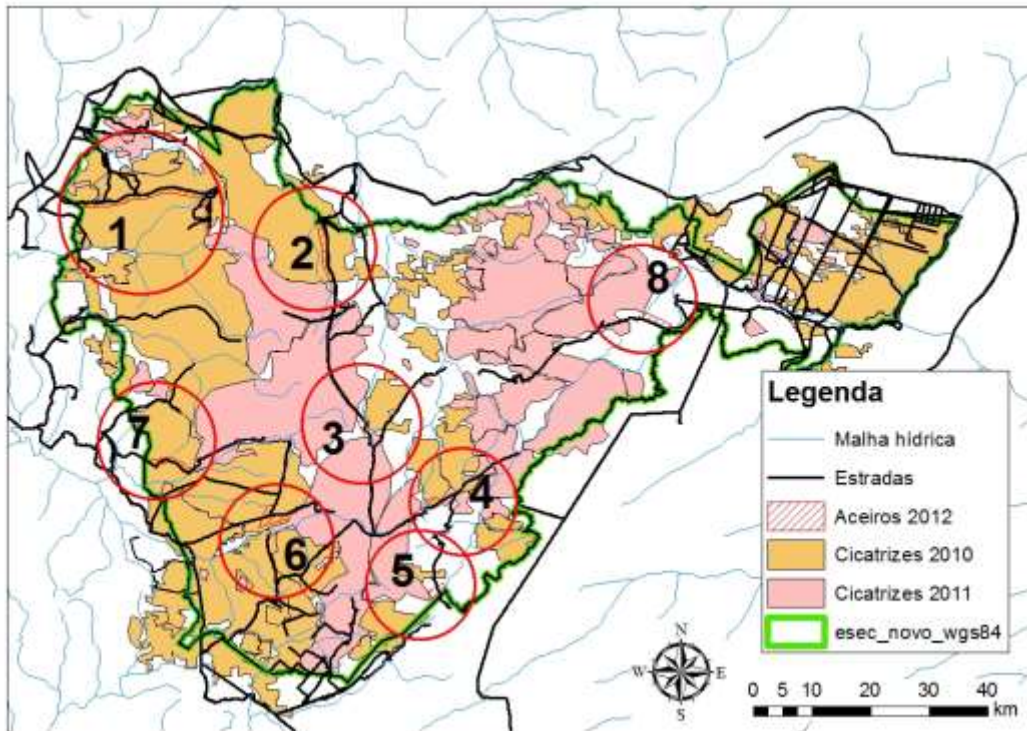 1
2
8
7
3
4
6
5
Legenda
Malha hídrica
Estradas
Aceiros 2012
Cicatrizes 2010
Cicatrizes 2011
esec_novo_wgs84
N
W E
S
0 5 10 20 30 40
km